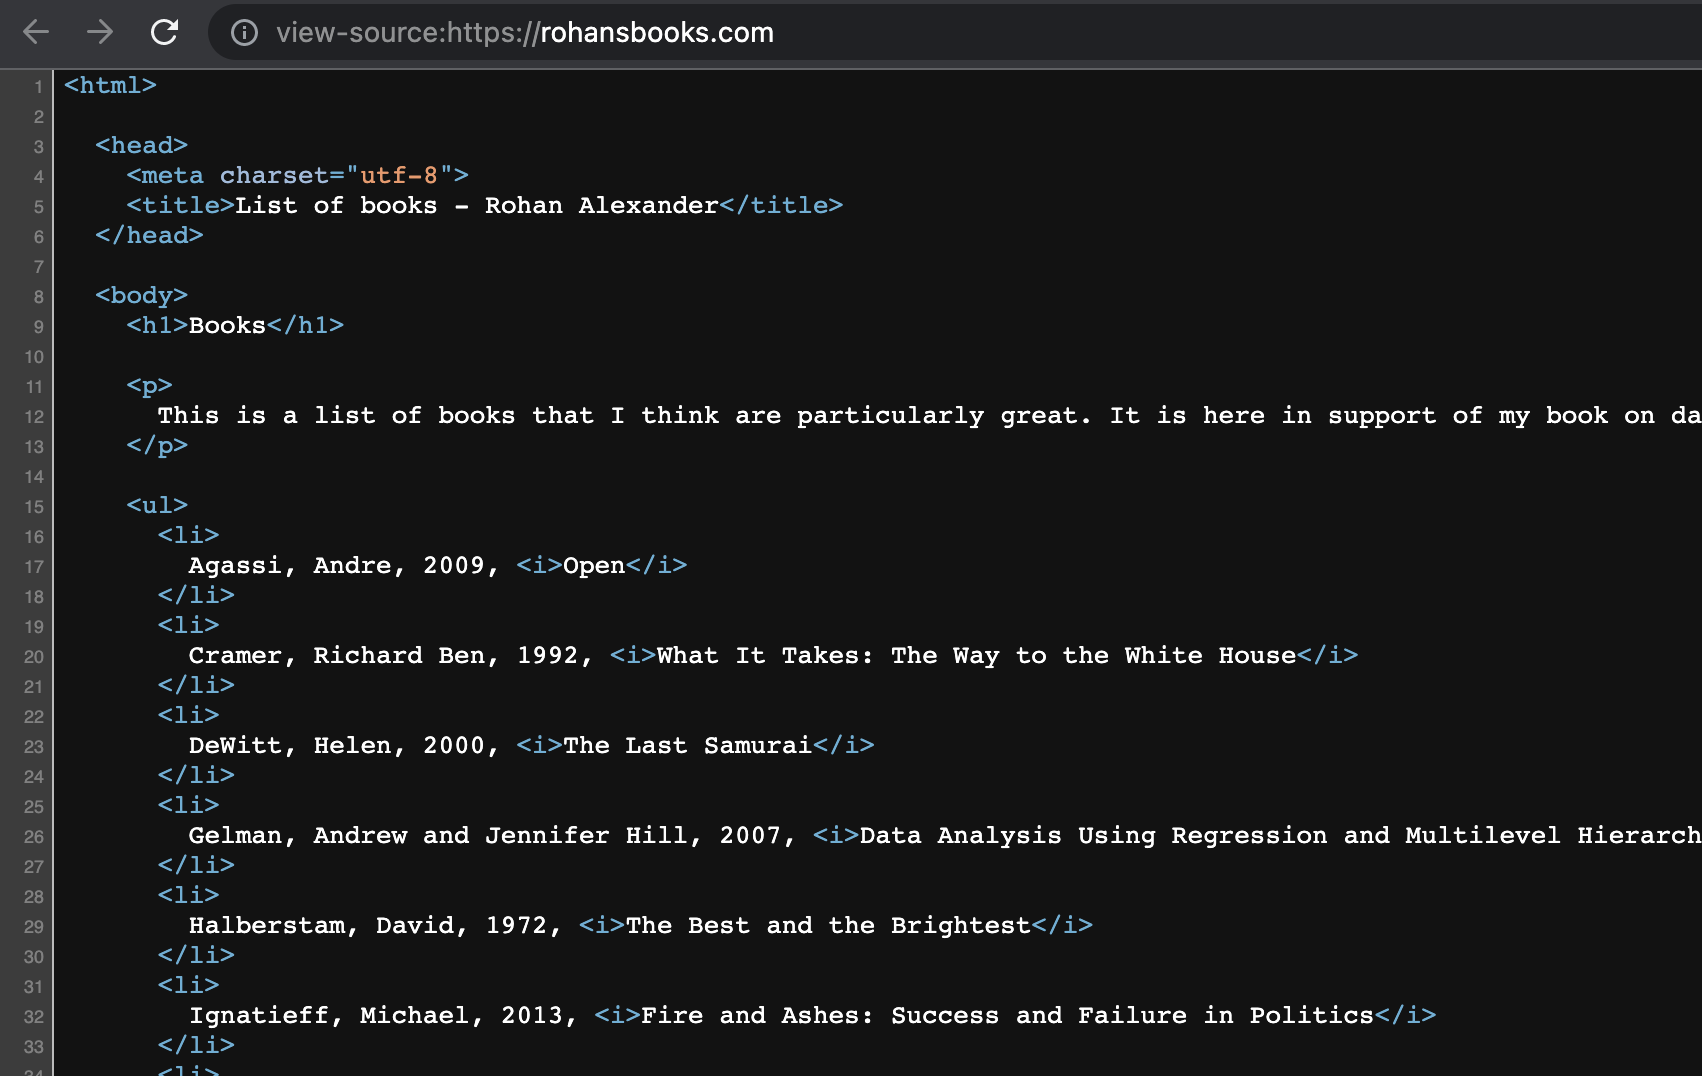 view-source:https://rohansbooks.com
1 <html>
2
3 <head>
4 <meta charset="utf-8">
5 <title>List of books - Rohan Alexander</title>
6 </head>
7
8 <body>
9 <h1>Books</h1>
10
11 <p>
12 This is a list of books that I think are particularly great. It is here in support of my book on da
13 </p>
14
15 <ul>
16 <li>
17 Agassi, Andre, 2009, <i>Open</i>
18 </li>
19 <li>
20 Cramer, Richard Ben, 1992, <i>What It Takes: The Way to the White House</i>
21 </li>
22 <li>
23 DeWitt, Helen, 2000, <i>The Last Samurai</i>
24 </li>
25 <li>
26 Gelman, Andrew and Jennifer Hill, 2007, <i>Data Analysis Using Regression and Multilevel Hierarch
27 </li>
28 <li>
29 Halberstam, David, 1972, <i>The Best and the Brightest</i>
30 </li>
31 <li>
32 Ignatieff, Michael, 2013, <i>Fire and Ashes: Success and Failure in Politics</i>
33 </li>
34 <li>